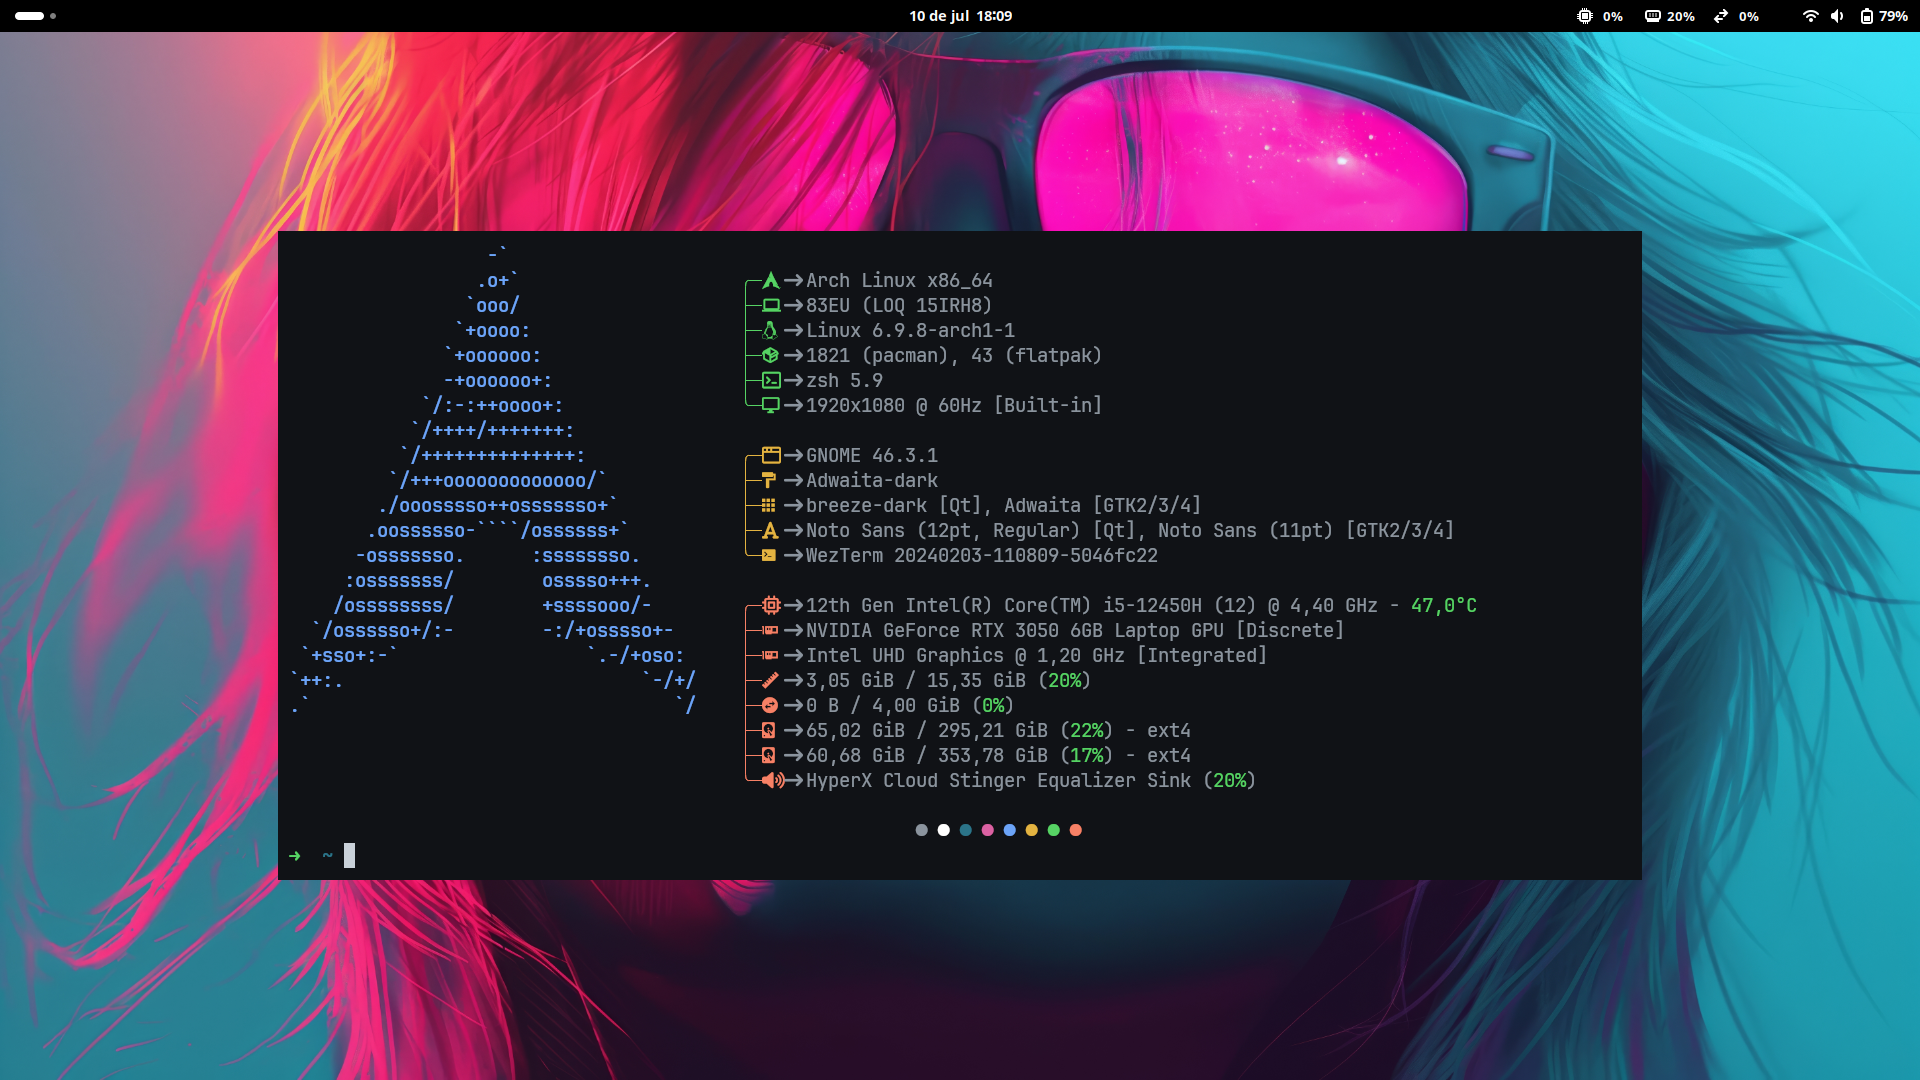 10 de jul 18:09
0% 20% 0% 79%
-`
.o+`
`ooo/
`+oooo:
`+oooooo:
-+oooooo+:
`/:-:++oooo+:
`/++++/+++++++:
`/++++++++++++++:
`/+++ooooooooooooo/`
./ooosssso++osssssso+`
.oossssso-````/ossssss+`
-osssssso. :ssssssso.
:osssssss/ osssso+++.
/ossssssss/ +ssssooo/-
`/ossssso+/:- -:/+osssso+-
`+sso+:-` `.-/+oso:
`++:. `-/+/
.` `/
Arch Linux x86_64
83EU (LOQ 15IRH8)
Linux 6.9.8-arch1-1
1821 (pacman), 43 (flatpak)
zsh 5.9
1920x1080 @ 60Hz [Built-in]
GNOME 46.3.1
Adwaita-dark
breeze-dark [Qt], Adwaita [GTK2/3/4]
Noto Sans (12pt, Regular) [Qt], Noto Sans (11pt) [GTK2/3/4]
WezTerm 20240203-110809-5046fc22
12th Gen Intel(R) Core(TM) i5-12450H (12) @ 4,40 GHz - 47,0°C
NVIDIA GeForce RTX 3050 6GB Laptop GPU [Discrete]
Intel UHD Graphics @ 1,20 GHz [Integrated]
3,05 GiB / 15,35 GiB (20%)
0 B / 4,00 GiB (0%)
65,02 GiB / 295,21 GiB (22%) - ext4
60,68 GiB / 353,78 GiB (17%) - ext4
HyperX Cloud Stinger Equalizer Sink (20%)
➜ ~